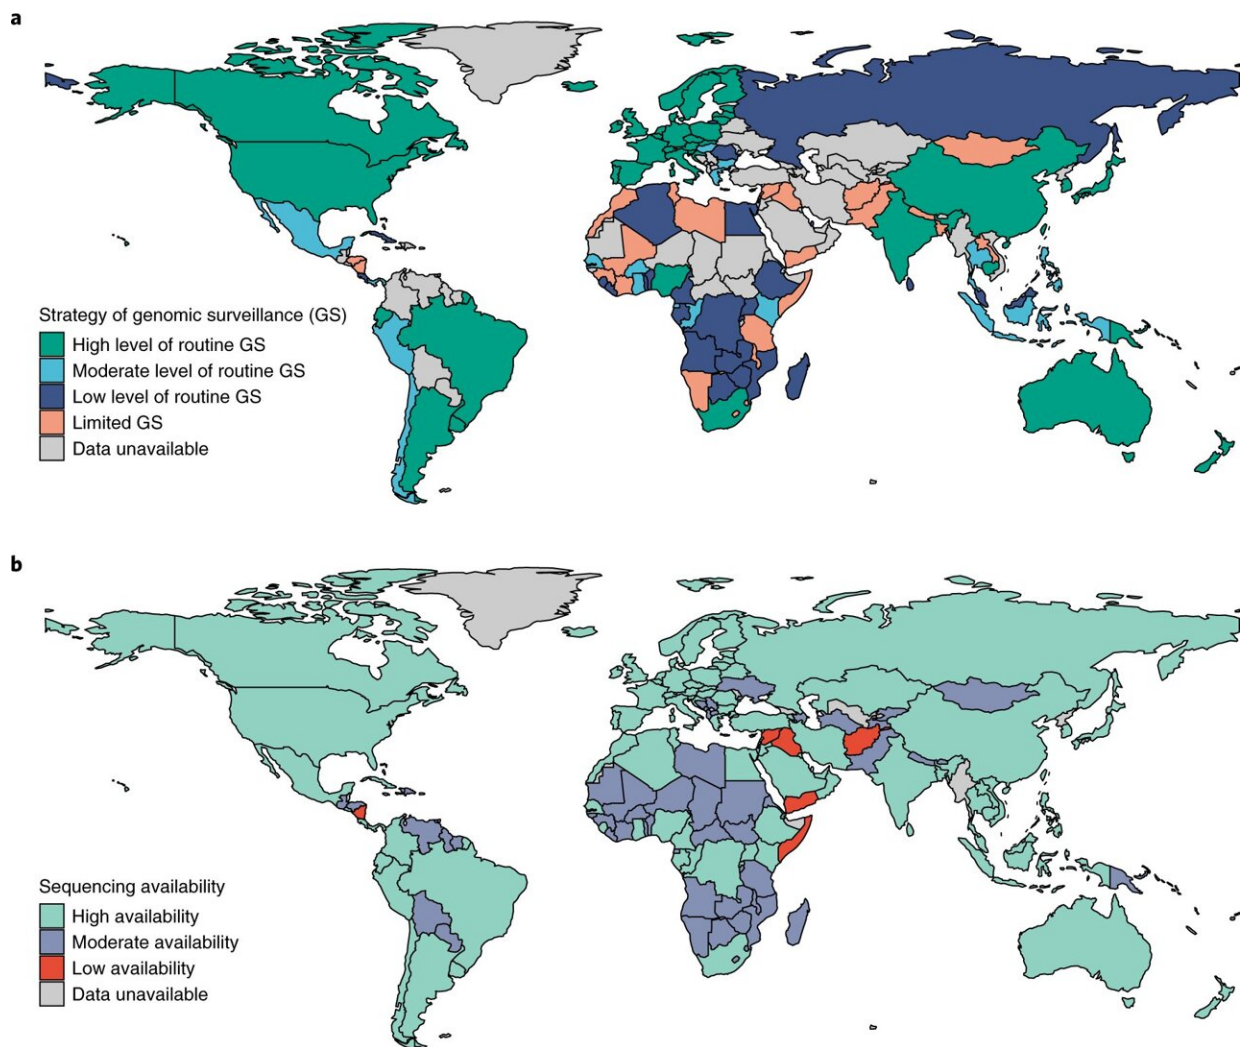 a
Strategy of genomic surveillance (GS)
High level of routine GS
Moderate level of routine GS
Low level of routine GS
Limited GS
Data unavailable
b
Sequencing availability
High availability
Moderate availability
Low availability
Data unavailable